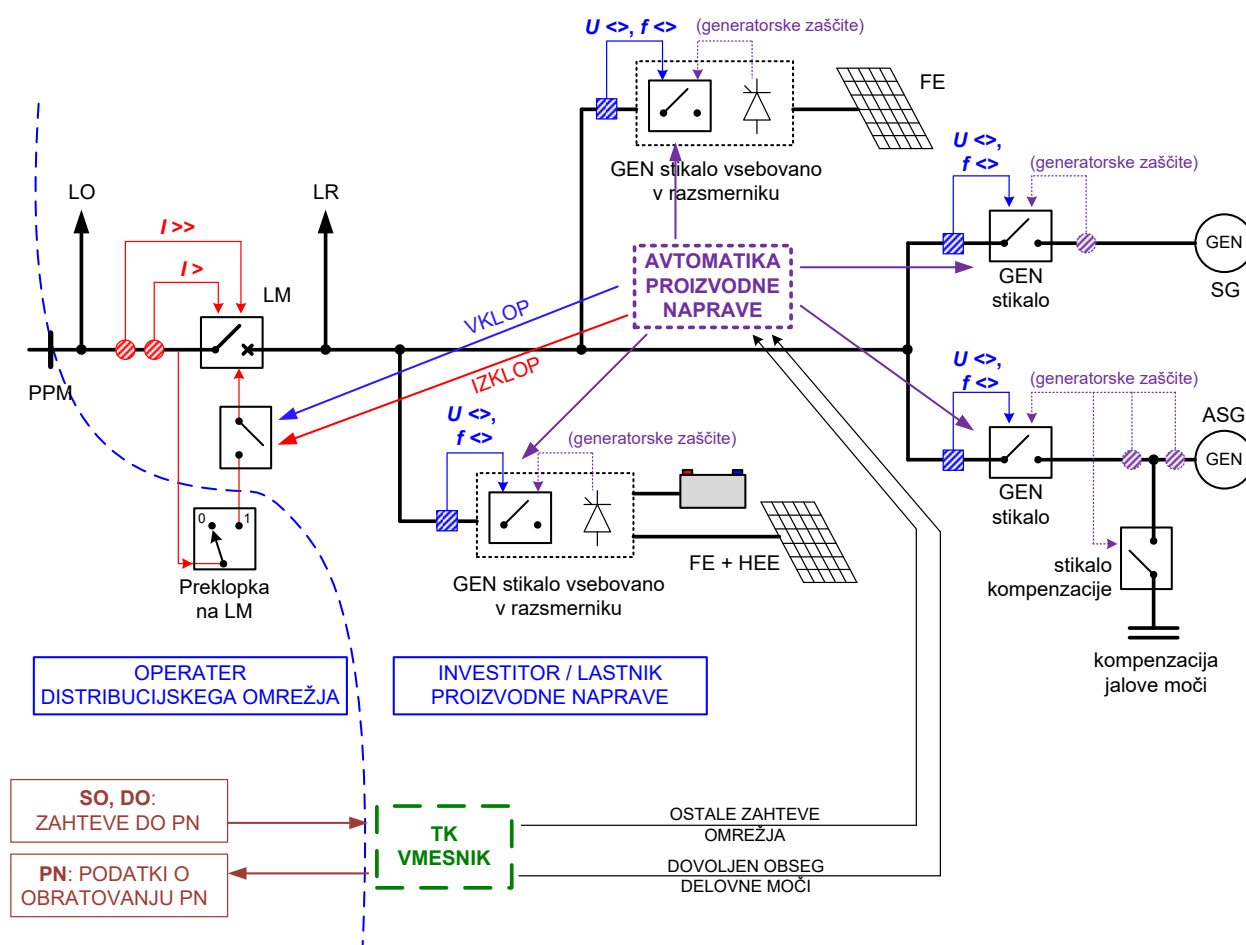 U <>, f <>
(generatorske zaščite)
FE
GEN stikalo vsebovano
v razsmerniku
U <>,
f <>
(generatorske zaščite)
GEN
stikalo
GEN
SG
LO
I >>
I >
LM
LR
PPM
AVTOMATIKA
PROIZVODNE
NAPRAVE
VKLOP
IZKLOP
U <>,
f <>
(generatorske zaščite)
GEN
stikalo
ASG
GEN
U <>,
f <>
(generatorske zaščite)
FE + HEE
GEN stikalo vsebovano
v razsmerniku
0
1
Preklopka
na LM
stikalo
kompenzacije
kompenzacija
jalove moči
OPERATER
DISTRIBUCIJSKEGA OMREŽJA
INVESTITOR / LASTNIK
PROIZVODNE NAPRAVE
SO, DO:
ZAHTEVE DO PN
PN: PODATKI O
OBRATOVANJU PN
TK
VMESNIK
OSTALE ZAHTEVE
OMREŽJA
DOVOLJEN OBSEG
DELOVNE MOČI